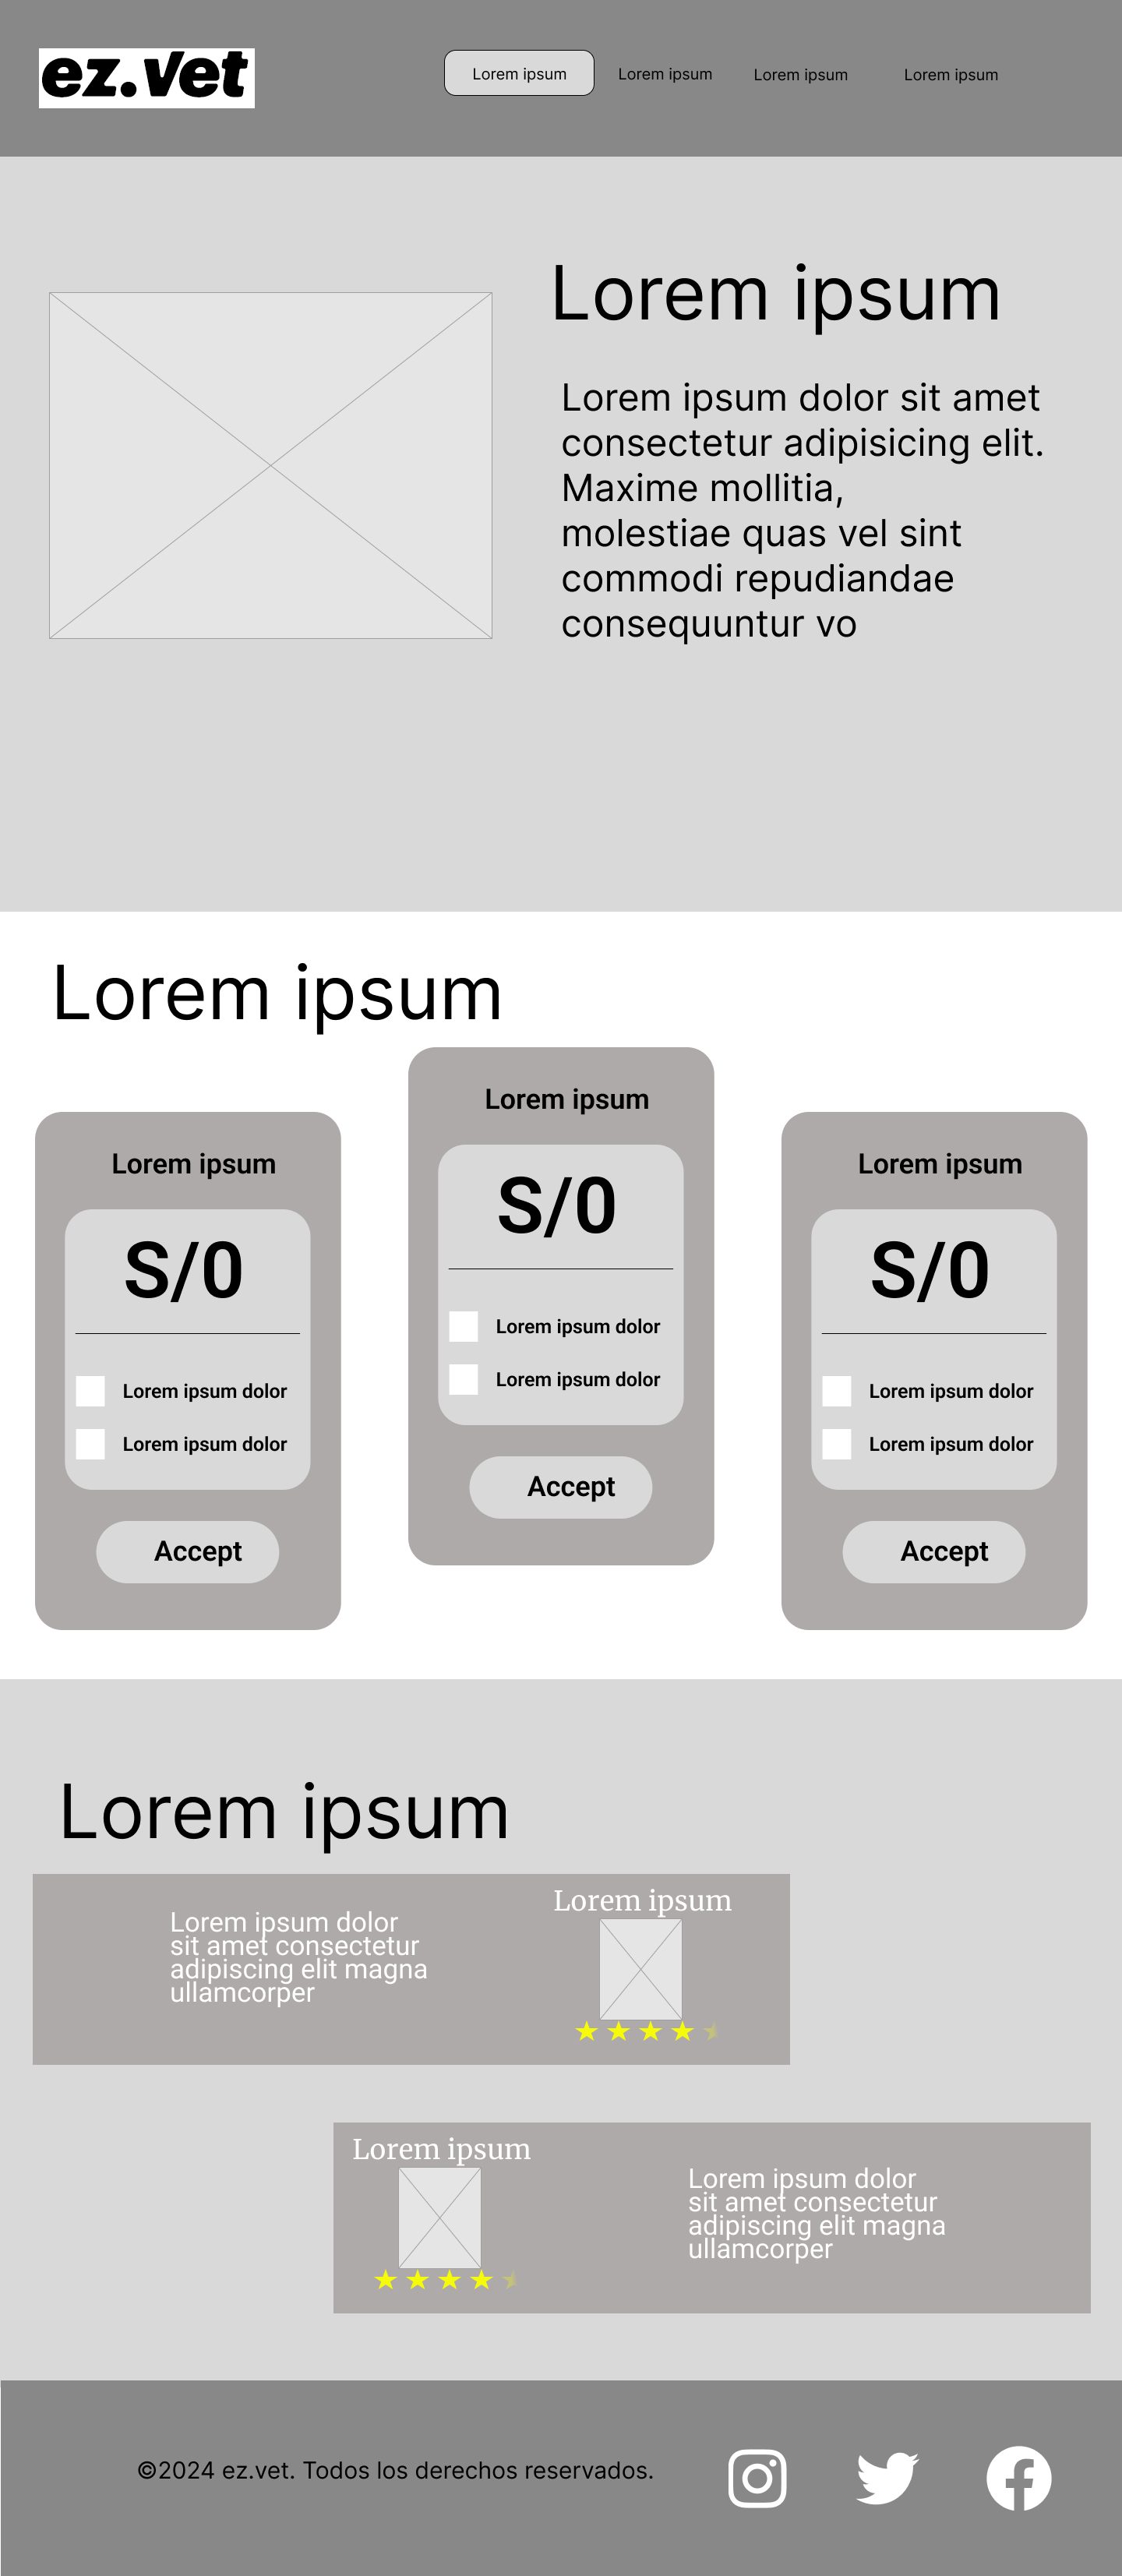 ez.vet
Lorem ipsum
Lorem ipsum
Lorem ipsum
Lorem ipsum
Lorem ipsum
Lorem ipsum dolor sit amet
consectetur adipisicing elit.
Maxime mollitia,
molestiae quas vel sint
commodi repudiandae
consequuntur vo
Lorem ipsum
Lorem ipsum
S/0
Lorem ipsum dolor
Lorem ipsum dolor
Accept
Lorem ipsum
S/0
Lorem ipsum dolor
Lorem ipsum dolor
Accept
Lorem ipsum
S/0
Lorem ipsum dolor
Lorem ipsum dolor
Accept
Lorem ipsum
Lorem ipsum dolor
sit amet consectetur
adipiscing elit magna
ullamcorper
Lorem ipsum
Lorem ipsum
Lorem ipsum dolor
sit amet consectetur
adipiscing elit magna
ullamcorper
©2024 ez.vet. Todos los derechos reservados.